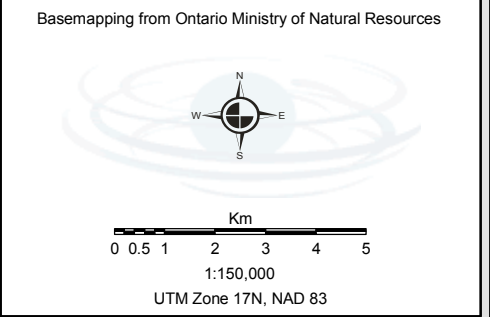 Basemapping from Ontario Ministry of Natural Resources
N
W E
S
Km
0 0.5 1 2 3 4 5
1:150,000
UTM Zone 17N, NAD 83